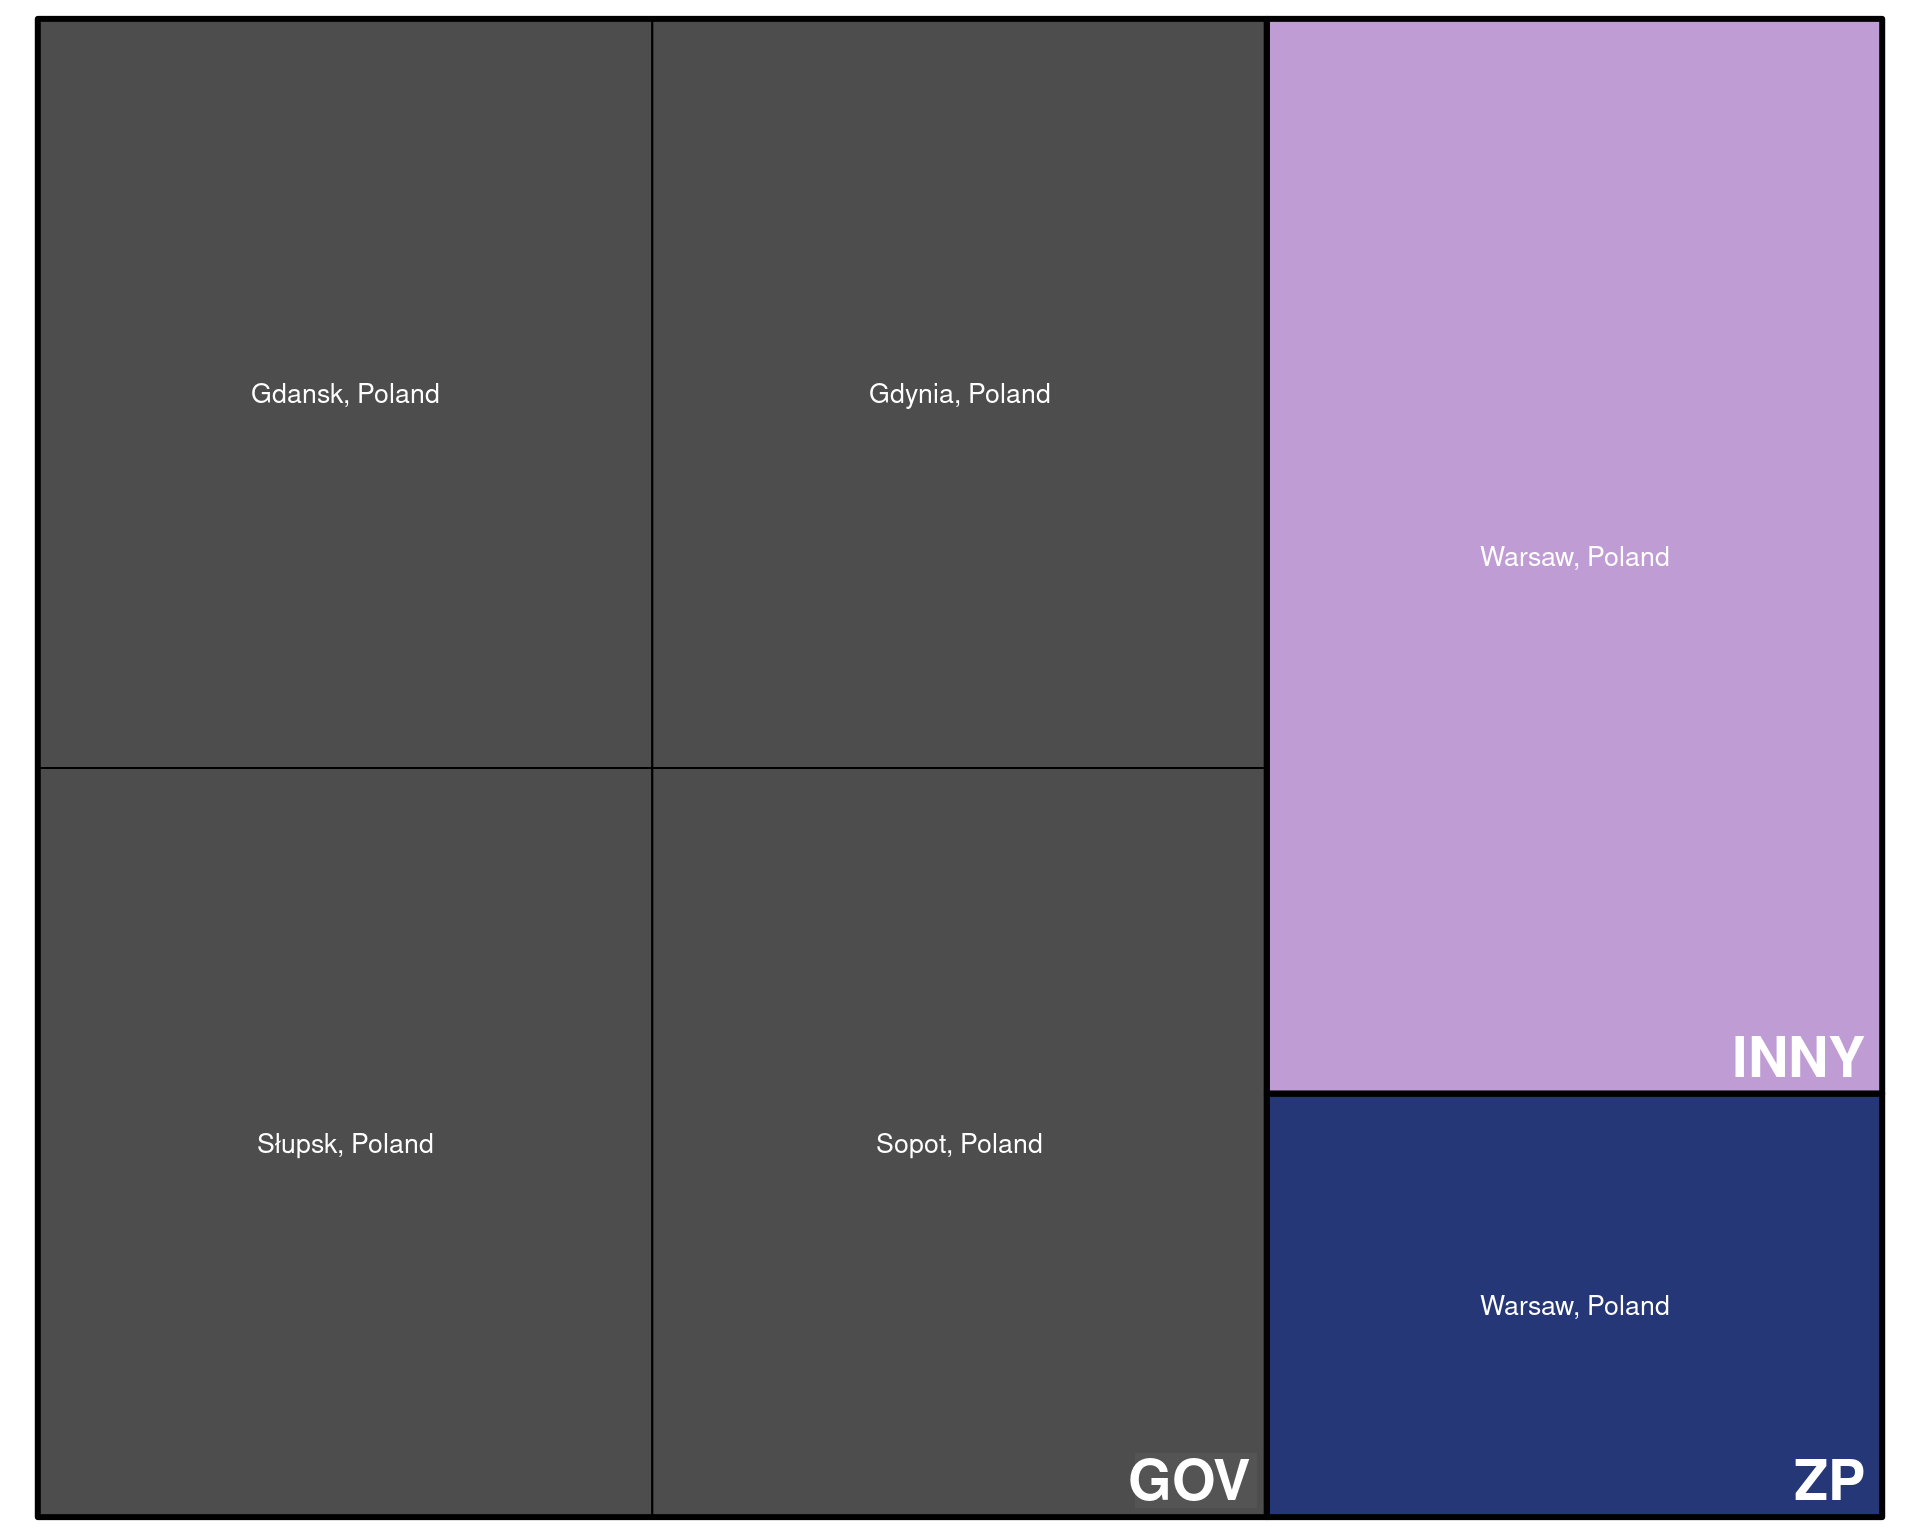 Gdansk, Poland
Gdynia, Poland
Słupsk, Poland
Sopot, Poland
GOV
Warsaw, Poland
INNY
Warsaw, Poland
ZP